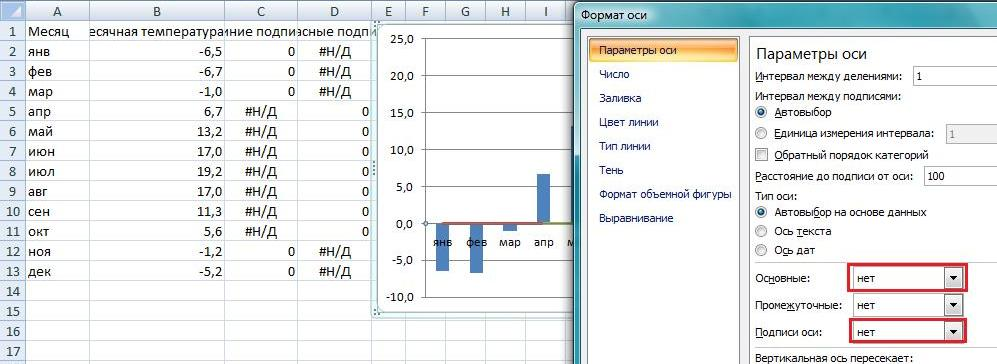 A B C D E F G H I
1 Месяц есячная температура ние подпи асные подпи
2 янв -6,5 0 #Н/Д
3 фев -6,7 0 #Н/Д
4 мар -1,0 0 #Н/Д
5 апр 6,7 #Н/Д 0
6 май 13,2 #Н/Д 0
7 июн 17,0 #Н/Д 0
8 июл 19,2 #Н/Д 0
9 авг 17,0 #Н/Д 0
10 сен 11,3 #Н/Д 0
11 окт 5,6 #Н/Д 0
12 ноя -1,2 0 #Н/Д
13 дек -5,2 0 #Н/Д
14
15
16
17
25,0
20,0
15,0
10,0
5,0
0,0
янв фев мар апр
-5,0
-10,0
Формат оси
Параметры оси
Число
Заливка
Цвет линии
Тип линии
Тень
Формат объемной фигуры
Выравнивание
Параметры оси
Интервал между делениями: 1
Интервал между подписями:
Автовыбор
Единица измерения интервала: 1
Обратный порядок категорий
Расстояние до подписи от оси: 100
Тип оси:
Автовыбор на основе данных
Ось текста
Ось дат
Основные: нет
Промежуточные: нет
Подписи оси: нет
Вертикальная ось пересекает: